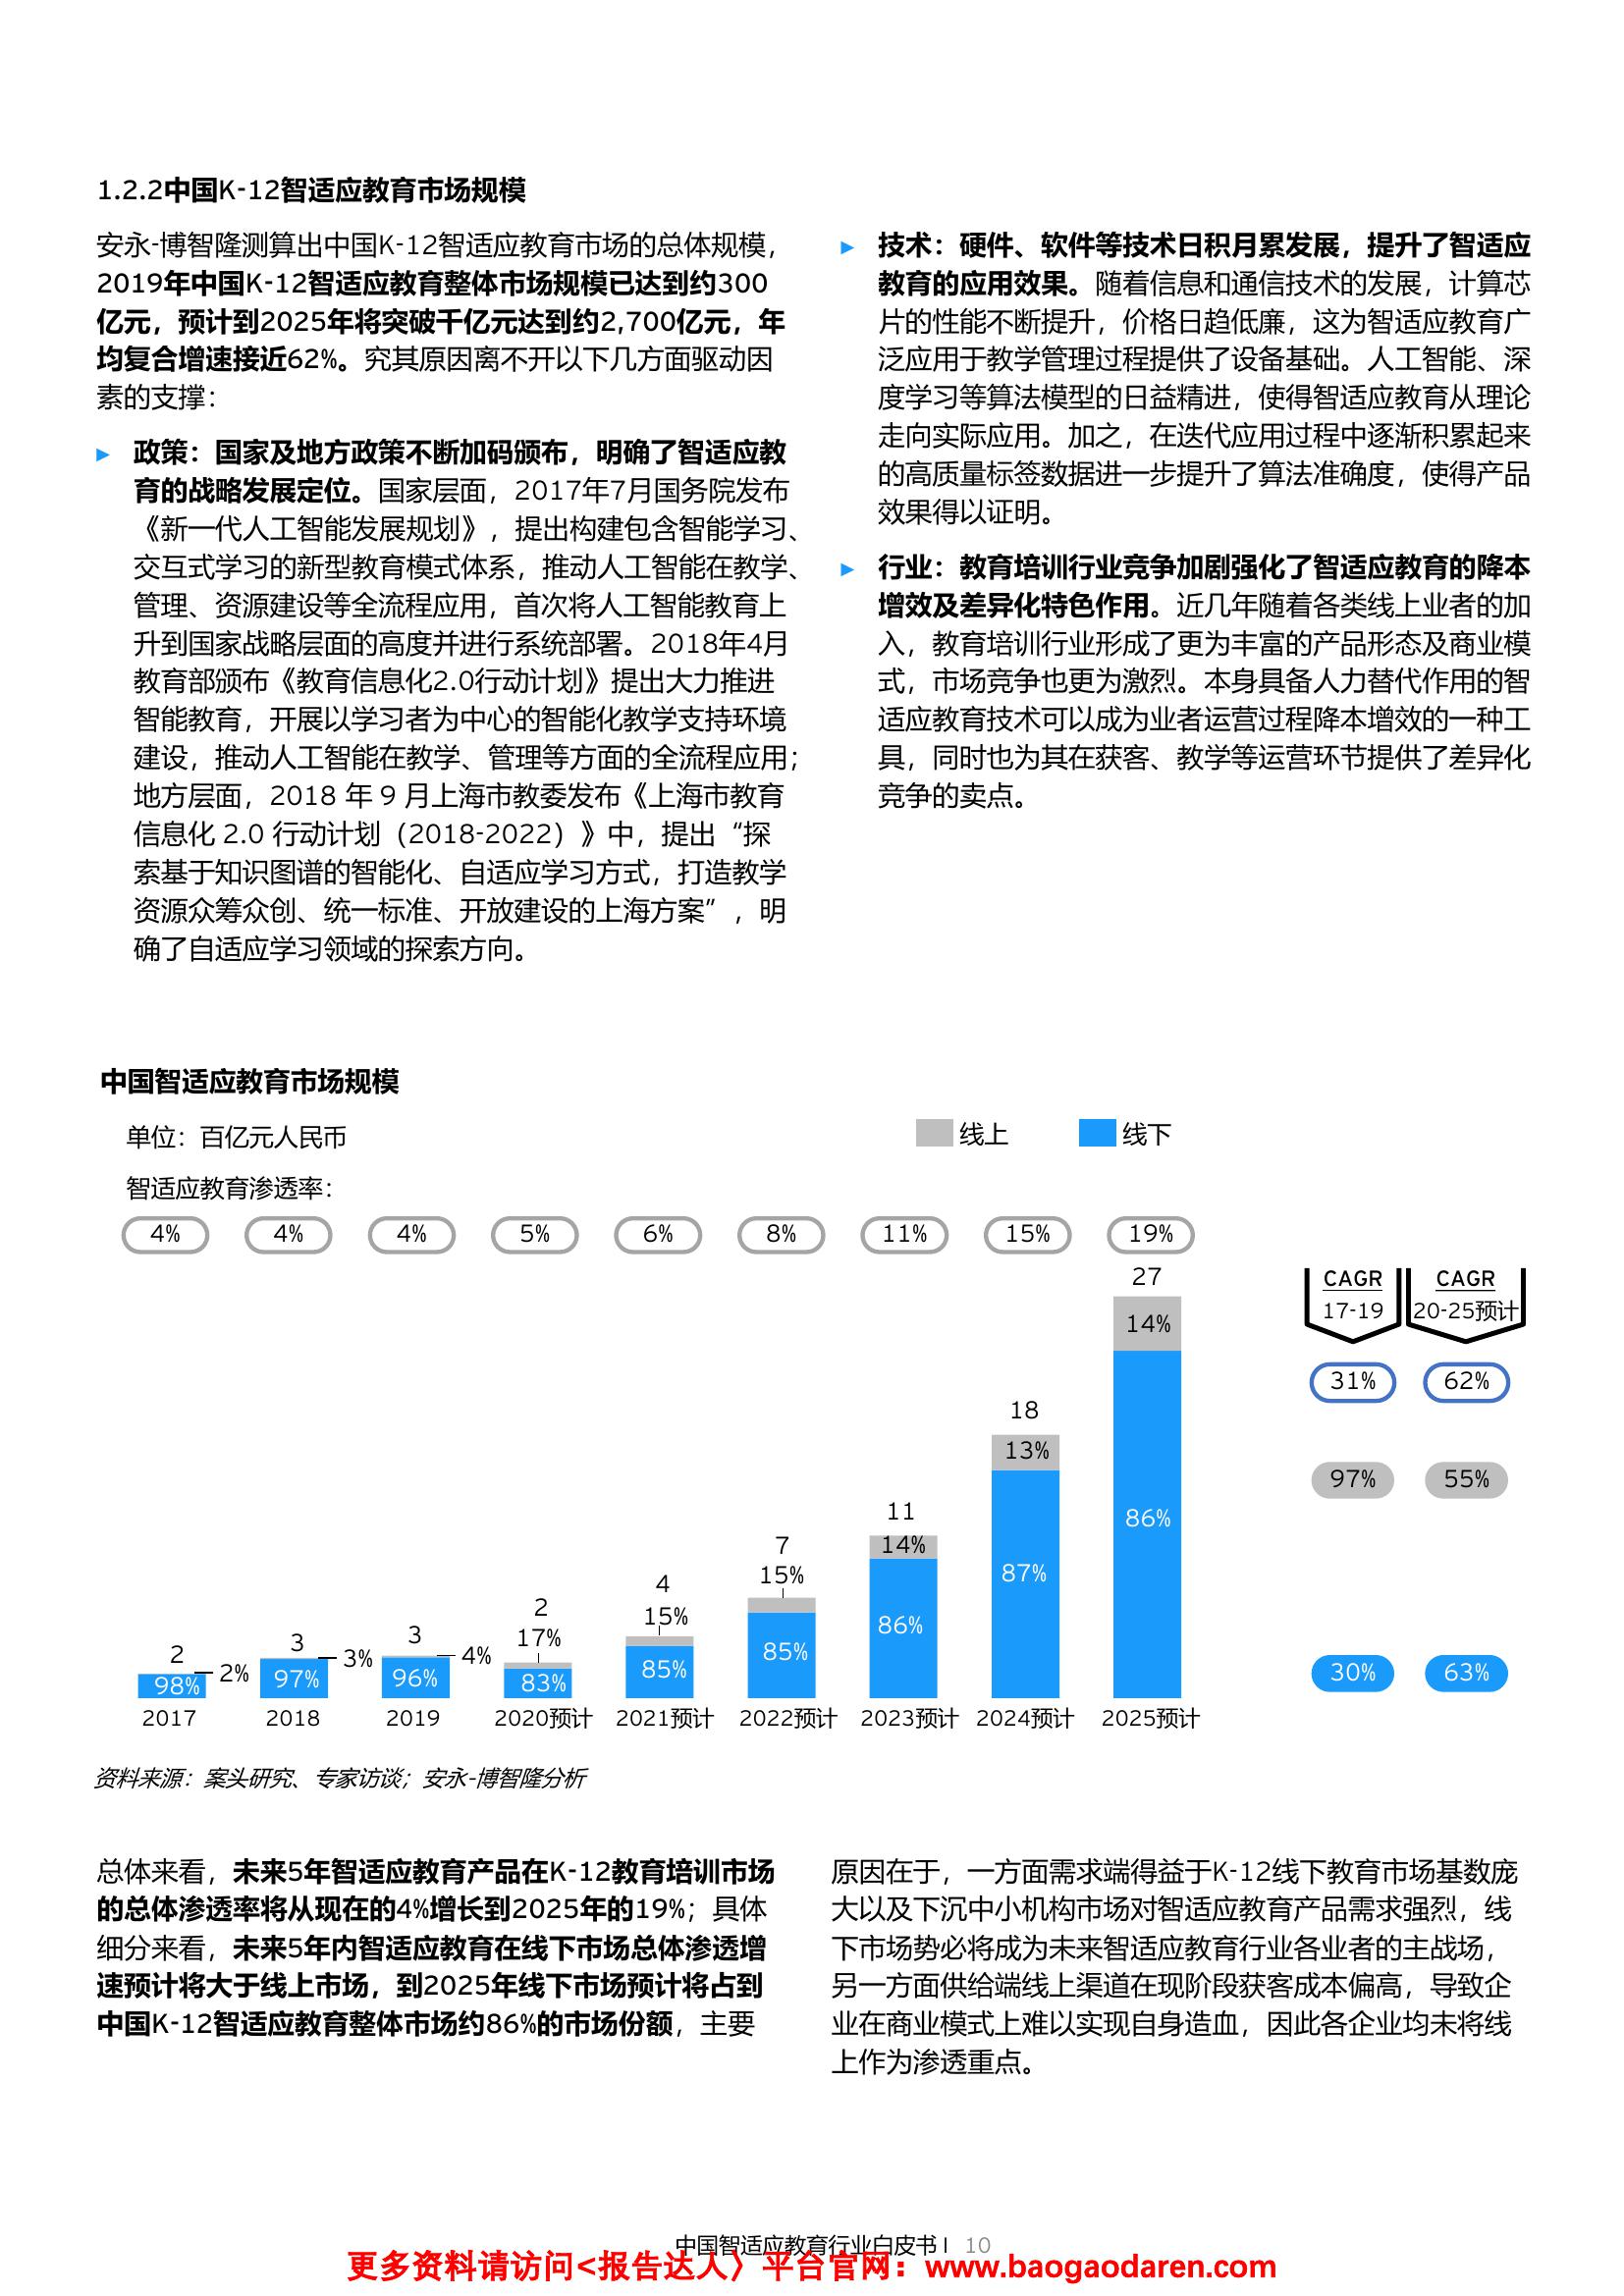 1.2.2中国K-12智适应教育市场规模
安永-博智隆测算出中国K-12智适应教育市场的总体规模，
2019年中国K-12智适应教育整体市场规模已达到约300
亿元，预计到2025年将突破千亿元达到约2,700亿元，年
均复合增速接近62%。究其原因离不开以下几方面驱动因
素的支撑：
► 政策：国家及地方政策不断加码颁布，明确了智适应教
育的战略发展定位。国家层面，2017年7月国务院发布
《新一代人工智能发展规划》，提出构建包含智能学习、
交互式学习的新型教育模式体系，推动人工智能在教学、
管理、资源建设等全流程应用，首次将人工智能教育上
升到国家战略层面的高度并进行系统部署。2018年4月
教育部颁布《教育信息化2.0行动计划》提出大力推进
智能教育，开展以学习者为中心的智能化教学支持环境
建设，推动人工智能在教学、管理等方面的全流程应用；
地方层面，2018 年 9 月上海市教委发布《上海市教育
信息化 2.0 行动计划（2018-2022）》中，提出“探
索基于知识图谱的智能化、自适应学习方式，打造教学
资源众筹众创、统一标准、开放建设的上海方案”，明
确了自适应学习领域的探索方向。
► 技术：硬件、软件等技术日积月累发展，提升了智适应
教育的应用效果。随着信息和通信技术的发展，计算芯
片的性能不断提升，价格日趋低廉，这为智适应教育广
泛应用于教学管理过程提供了设备基础。人工智能、深
度学习等算法模型的日益精进，使得智适应教育从理论
走向实际应用。加之，在迭代应用过程中逐渐积累起来
的高质量标签数据进一步提升了算法准确度，使得产品
效果得以证明。
► 行业：教育培训行业竞争加剧强化了智适应教育的降本
增效及差异化特色作用。近几年随着各类线上业者的加
入，教育培训行业形成了更为丰富的产品形态及商业模
式，市场竞争也更为激烈。本身具备人力替代作用的智
适应教育技术可以成为业者运营过程降本增效的一种工
具，同时也为其在获客、教学等运营环节提供了差异化
竞争的卖点。
中国智适应教育市场规模
单位：百亿元人民币
线上 线下
智适应教育渗透率：
4% 4% 4% 5% 6% 8% 11% 15% 19%
27
14%
86%
18
13%
87%
11
14%
86%
7
15%
85%
4
15%
85%
2
17%
83%
3
4%
96%
3
3%
97%
2
2%
98%
2017 2018 2019 2020预计 2021预计 2022预计 2023预计 2024预计 2025预计
CAGR CAGR
17-19 20-25预计
31% 62%
97% 55%
30% 63%
资料来源：案头研究、专家访谈；安永-博智隆分析
总体来看，未来5年智适应教育产品在K-12教育培训市场
的总体渗透率将从现在的4%增长到2025年的19%；具体
细分来看，未来5年内智适应教育在线下市场总体渗透增
速预计将大于线上市场，到2025年线下市场预计将占到
中国K-12智适应教育整体市场约86%的市场份额，主要
原因在于，一方面需求端得益于K-12线下教育市场基数庞
大以及下沉中小机构市场对智适应教育产品需求强烈，线
下市场势必将成为未来智适应教育行业各业者的主战场，
另一方面供给端线上渠道在现阶段获客成本偏高，导致企
业在商业模式上难以实现自身造血，因此各企业均未将线
上作为渗透重点。
中国智适应教育行业白皮书 I 10
更多资料请访问<报告达人〉平台官网：www.baogaodaren.com